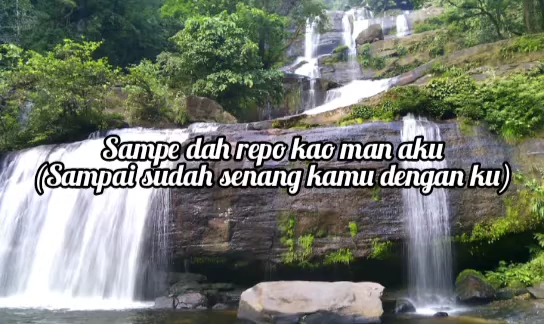 Sampe dah repo kao man aku
(Sampai sudah senang kamu dengan ku)